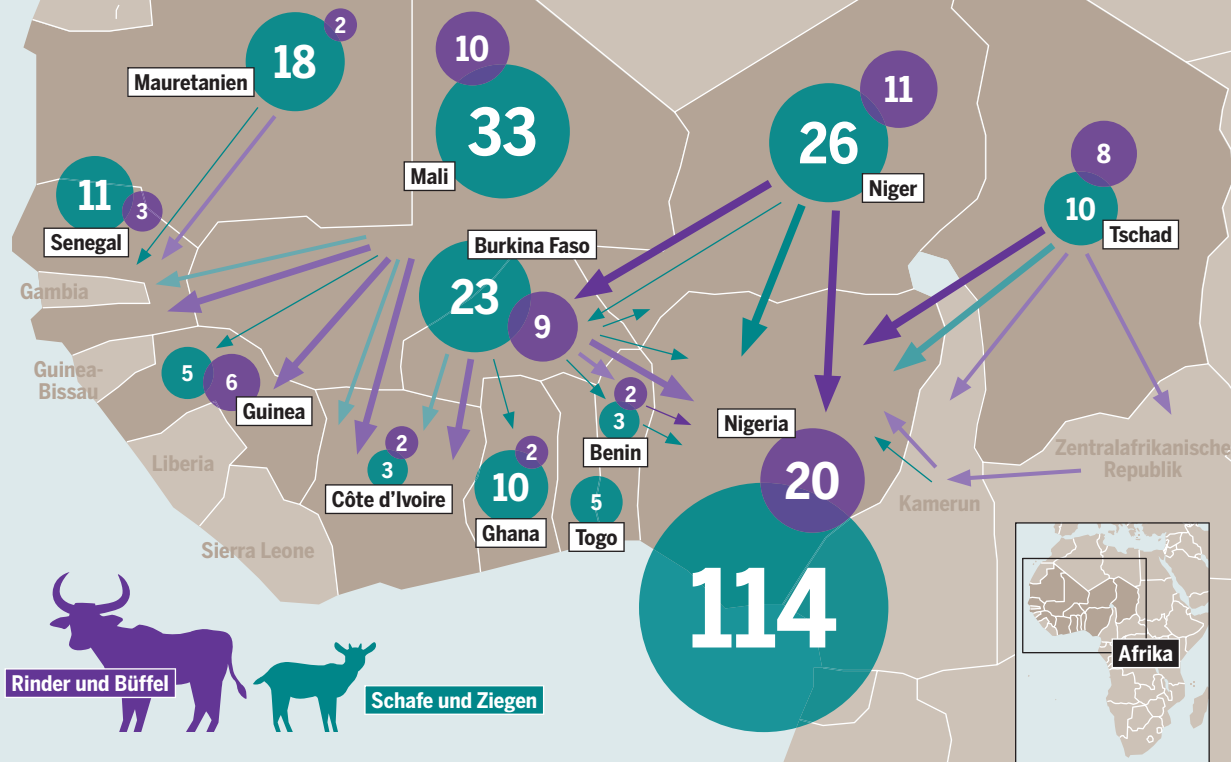 2
18
Mauretanien
10
33
Mali
11
26
Niger
8
10
Tschad
11
3
Senegal
Gambia
Burkina Faso
23
9
Guinea-
Bissau
5
6
Guinea
2
3
Benin
Nigeria
20
114
Liberia
2
3
Côte d’Ivoire
2
10
Ghana
5
Togo
Zentralafrikanische
Republik
Kamerun
Sierra Leone
Rinder und Büffel
Schafe und Ziegen
Afrika